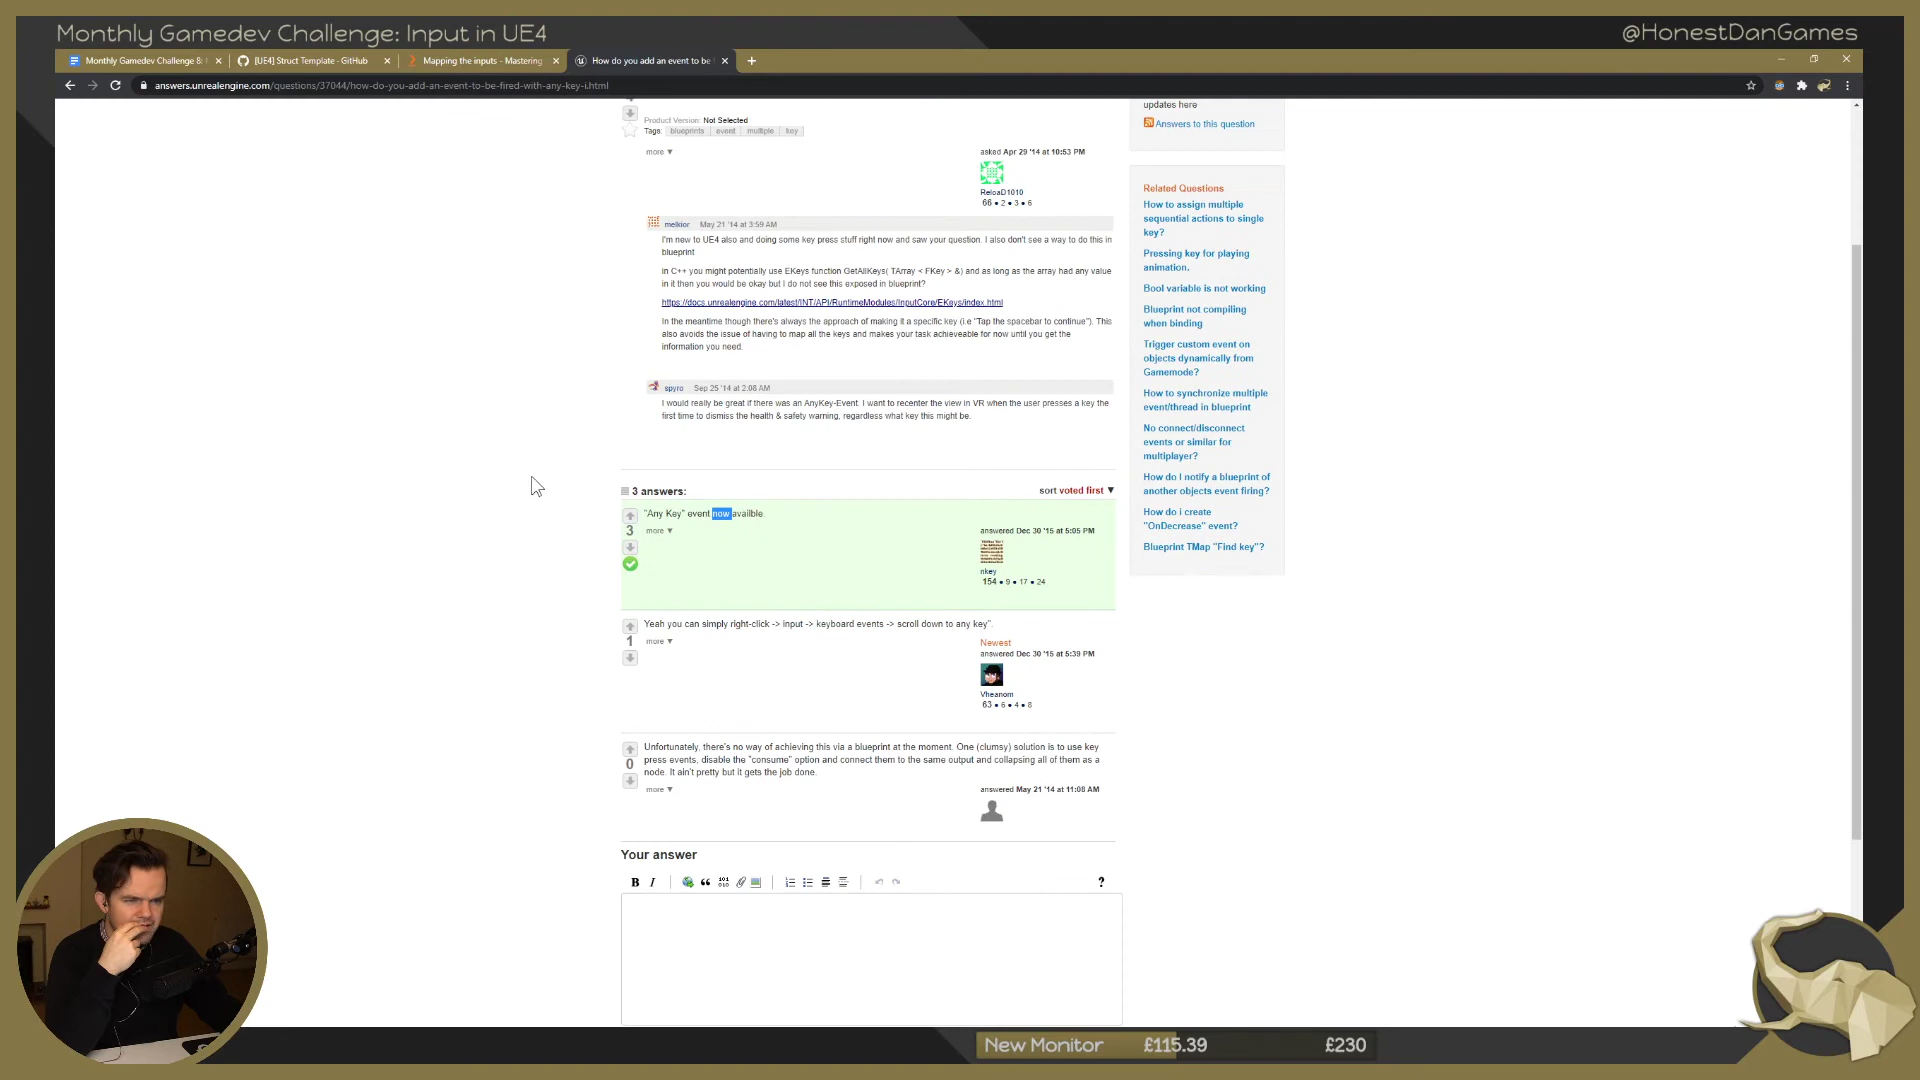 Monthly Gamedev Challenge: Input in UE4
@HonestDanGames
Monthly Gamedev Challenge 8:
[UE4] Struct Template - GitHub
Mapping the inputs - Mastering
How do you add an event to be
answers.unrealengine.com/questions/37044/how-do-you-add-an-event-to-be-fired-with-any-key-i.html
Product Version: Not Selected
Tags: blueprints event multiple key
more ▼
asked Apr 29 '14 at 10:53 PM
ReloaD1010
66 ● 2 ● 3 ● 6
melkior May 21 '14 at 3:59 AM
I'm new to UE4 also and doing some key press stuff right now and saw your question. I also don't see a way to do this in
blueprint
in C++ you might potentially use EKeys function GetAllKeys( TArray < FKey > &) and as long as the array had any value
in it then you would be okay but I do not see this exposed in blueprint?
https://docs.unrealengine.com/latest/INT/API/Runtime/InputCore/EKeys/index.html
In the meantime though there's always the approach of making it a specific key (i.e "Tap the spacebar to continue"). This
also avoids the issue of having to map all the keys and makes your task achieveable for now until you get the
information you need.
spyro Sep 25 '14 at 2:08 AM
I would really be great if there was an AnyKey-Event. I want to recenter the view in VR when the user presses a key the
first time to dismiss the health & safety warning, regardless what key this might be.
3 answers:
sort voted first ▼
"Any Key" event now availble.
3
more ▼
answered Dec 30 '15 at 5:05 PM
nkey
154 ● 9 ● 17 ● 24
Yeah you can simply right-click -> input -> keyboard events -> scroll down to any key".
1
more ▼
Newest
answered Dec 30 '15 at 5:39 PM
Vheanom
63 ● 6 ● 4 ● 8
Unfortunately, there's no way of achieving this via a blueprint at the moment. One (clumsy) solution is to use key
press events, disable the "consume" option and connect them to the same output and collapsing all of them as a
node. It ain't pretty but it gets the job done.
0
more ▼
answered May 21 '14 at 11:08 AM
Your answer
B I
?
updates here
Answers to this question
Related Questions
How to assign multiple
sequential actions to single
key?
Pressing key for playing
animation.
Bool variable is not working
Blueprint not compiling
when binding
Trigger custom event on
objects dynamically from
Gamemode?
How to synchronize multiple
event/thread in blueprint
No connect/disconnect
events or similar for
multiplayer?
How do I notify a blueprint of
another objects event firing?
How do i create
"OnDecrease" event?
Blueprint TMap "Find key"?
New Monitor £115.39 £230